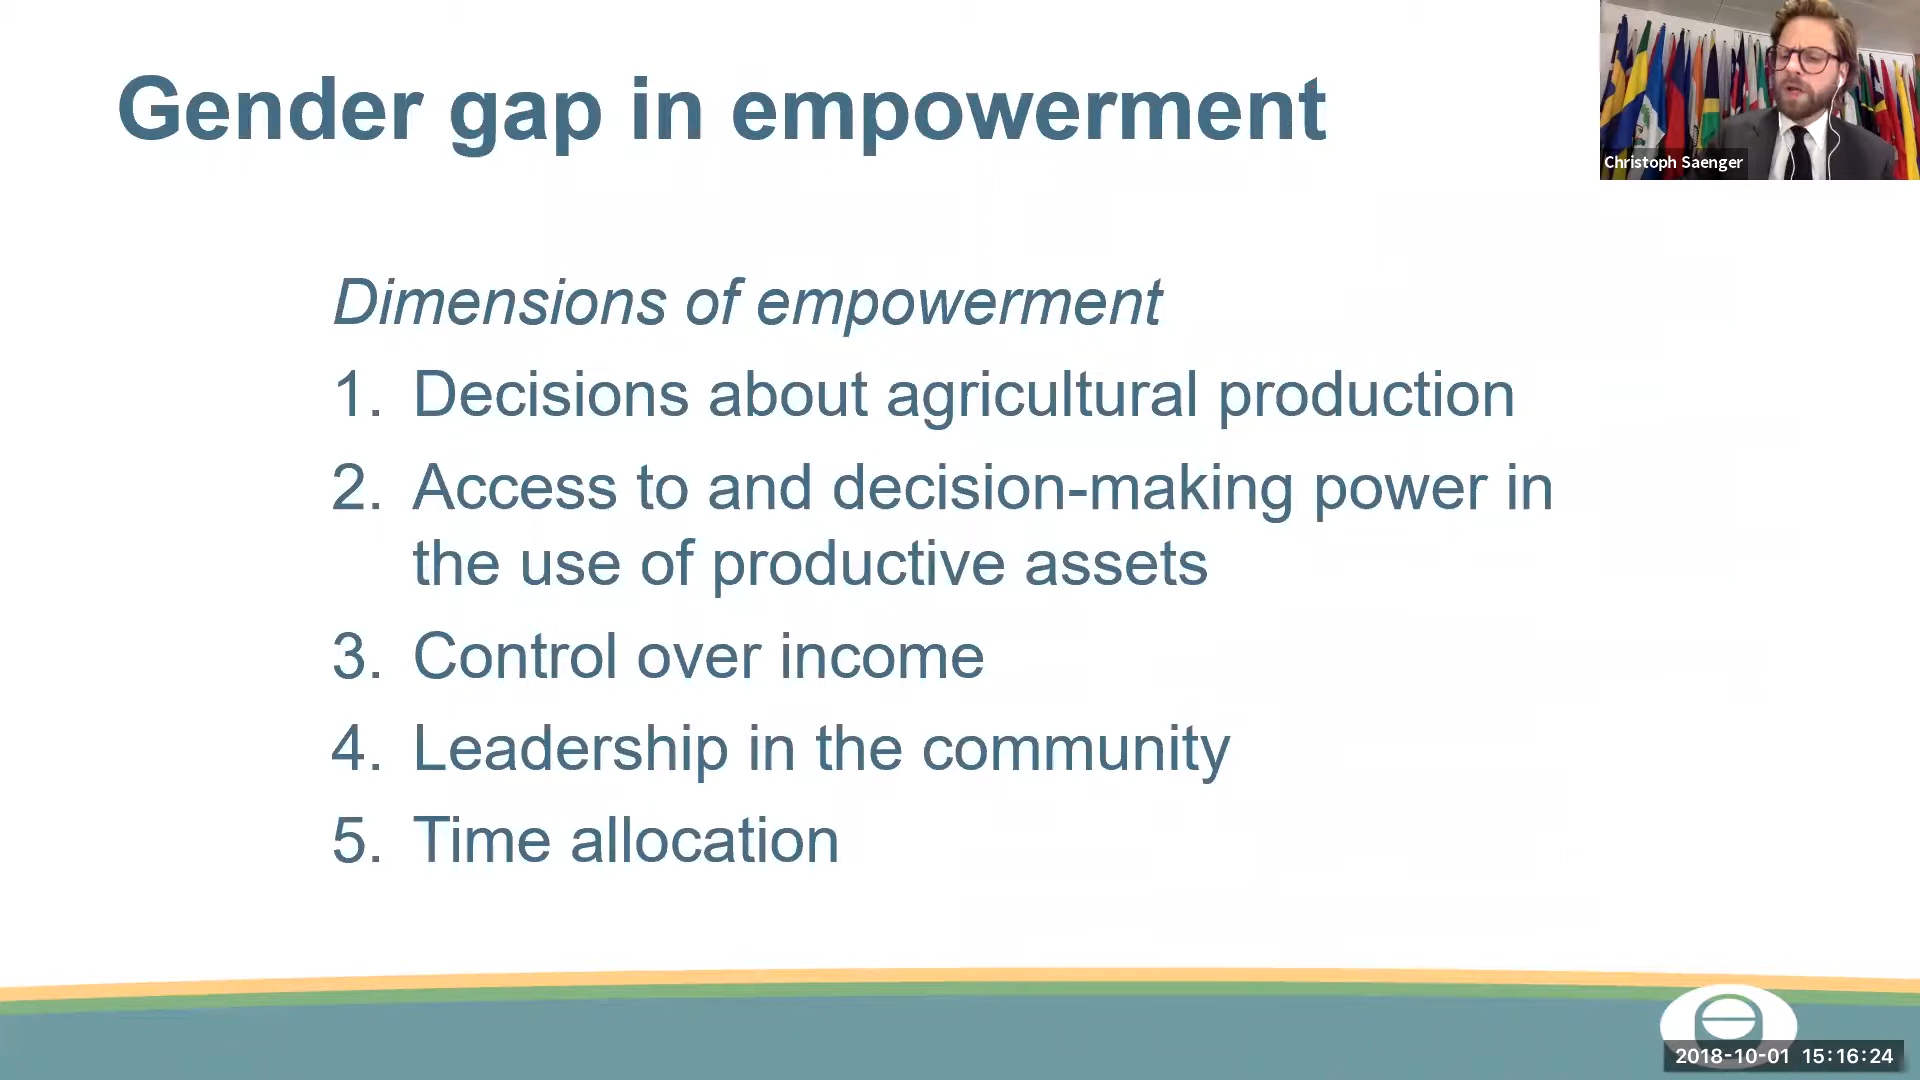 Gender gap in empowerment
Christoph Saenger
Dimensions of empowerment
1. Decisions about agricultural production
2. Access to and decision-making power in
the use of productive assets
3. Control over income
4. Leadership in the community
5. Time allocation
2018-10-01 15:16:24